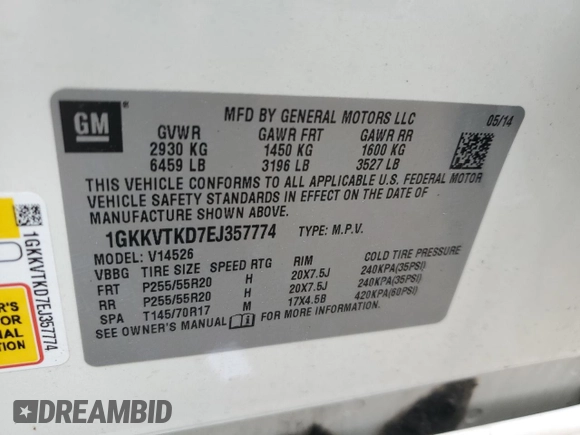 GM
MFD BY GENERAL MOTORS LLC
05/14
GVWR GAWR FRT GAWR RR
2930 KG 1450 KG 1600 KG
6459 LB 3196 LB 3527 LB
THIS VEHICLE CONFORMS TO ALL APPLICABLE U.S. FEDERAL MOTOR
VEHICLE SAFETY STANDARDS IN EFFECT ON THE DATE OF
MANUFACTURE SHOWN ABOVE.
1GKKVTKD7EJ357774 TYPE: M.P.V.
MODEL: V14526
VBBG TIRE SIZE SPEED RTG RIM COLD TIRE PRESSURE
FRT P255/55R20 H 20X7.5J 240KPA(35PSI)
RR P255/55R20 H 20X7.5J 240KPA(35PSI)
SPA T145/70R17 M 17X4.5B 420KPA(60PSI)
SEE OWNER'S MANUAL FOR MORE INFORMATION
1GKKVTKD7EJ357774
DREAMBID